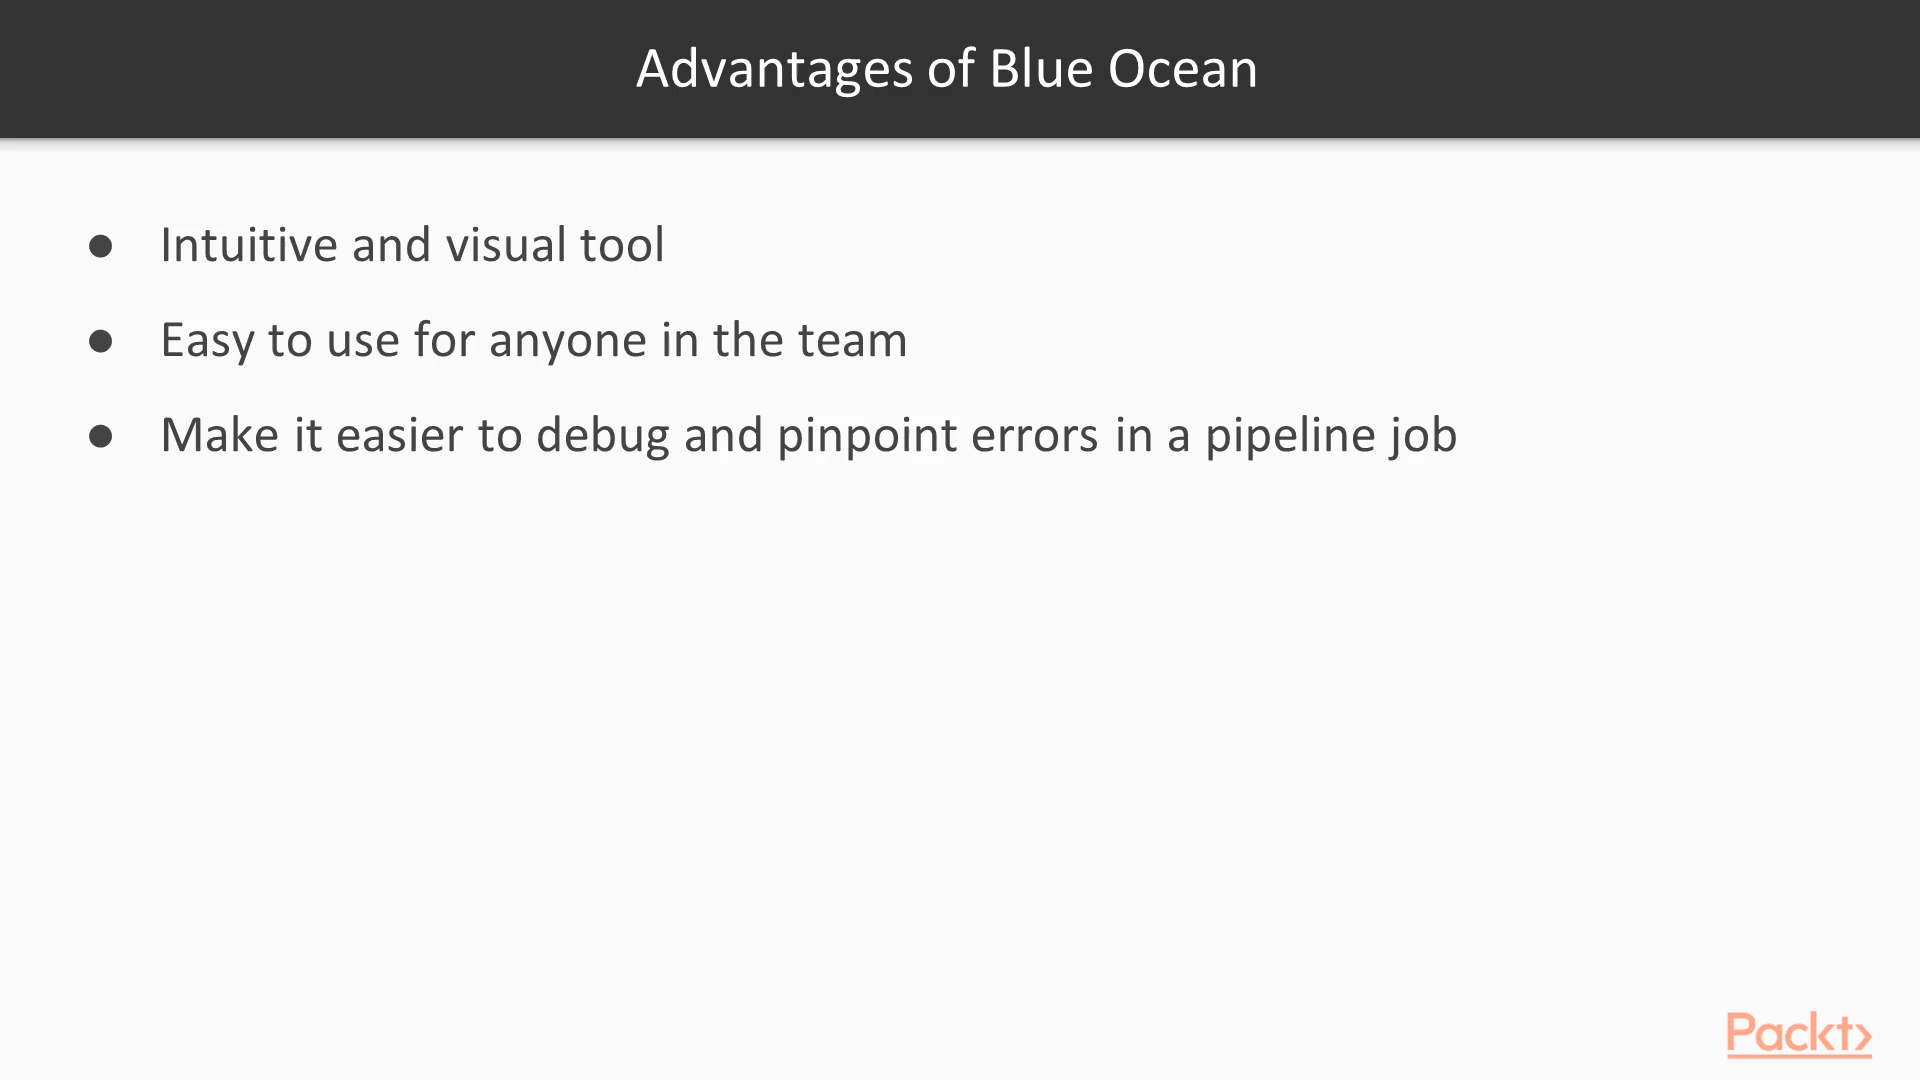 Advantages of Blue Ocean
● Intuitive and visual tool
● Easy to use for anyone in the team
● Make it easier to debug and pinpoint errors in a pipeline job
Packt>